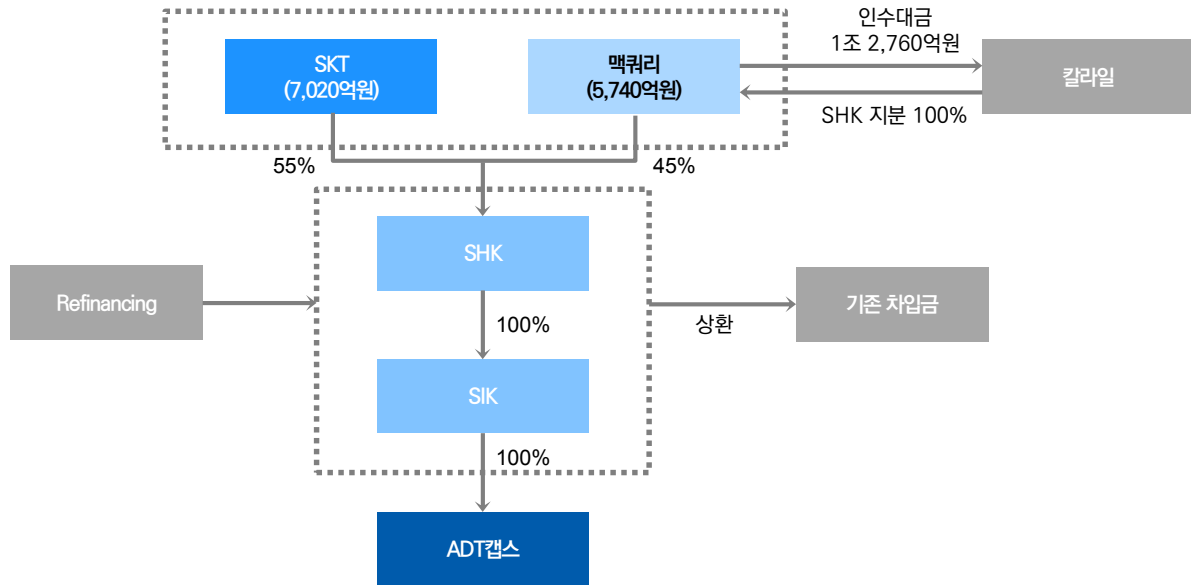 인수대금
1조 2,760억원
SKT
(7,020억원)
맥쿼리
(5,740억원)
칼라일
SHK 지분 100%
55%
45%
SHK
Refinancing
기존 차입금
상환
100%
SIK
100%
ADT캡스